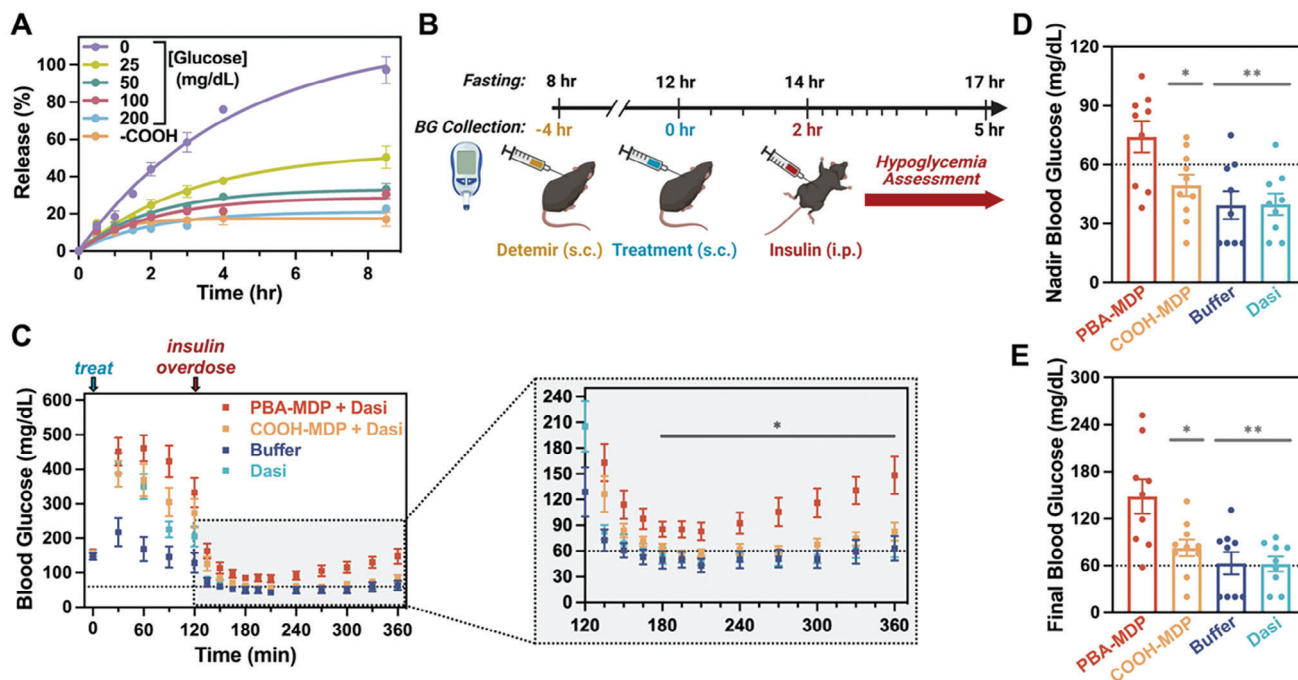 A
0
25
50
100
200
-COOH
[Glucose]
(mg/dL)
100
80
60
40
20
0
Release (%)
0
2
4
6
8
Time (hr)
B
Fasting:
8 hr
12 hr
14 hr
17 hr
BG Collection:
-4 hr
0 hr
2 hr
5 hr
Hypoglycemia
Assessment
Detemir (s.c.)
Treatment (s.c.)
Insulin (i.p.)
C
treat
insulin
overdose
PBA-MDP + Dasi
COOH-MDP + Dasi
Buffer
Dasi
600
500
400
300
200
100
0
Blood Glucose (mg/dL)
0
60
120
180
240
300
360
Time (min)
240
210
180
150
120
90
60
30
0
*
120
180
240
300
360
D
120
90
60
30
0
Nadir Blood Glucose (mg/dL)
*
**
PBA-MDP
COOH-MDP
Buffer
Dasi
E
300
240
180
120
60
0
Final Blood Glucose (mg/dL)
*
**
PBA-MDP
COOH-MDP
Buffer
Dasi